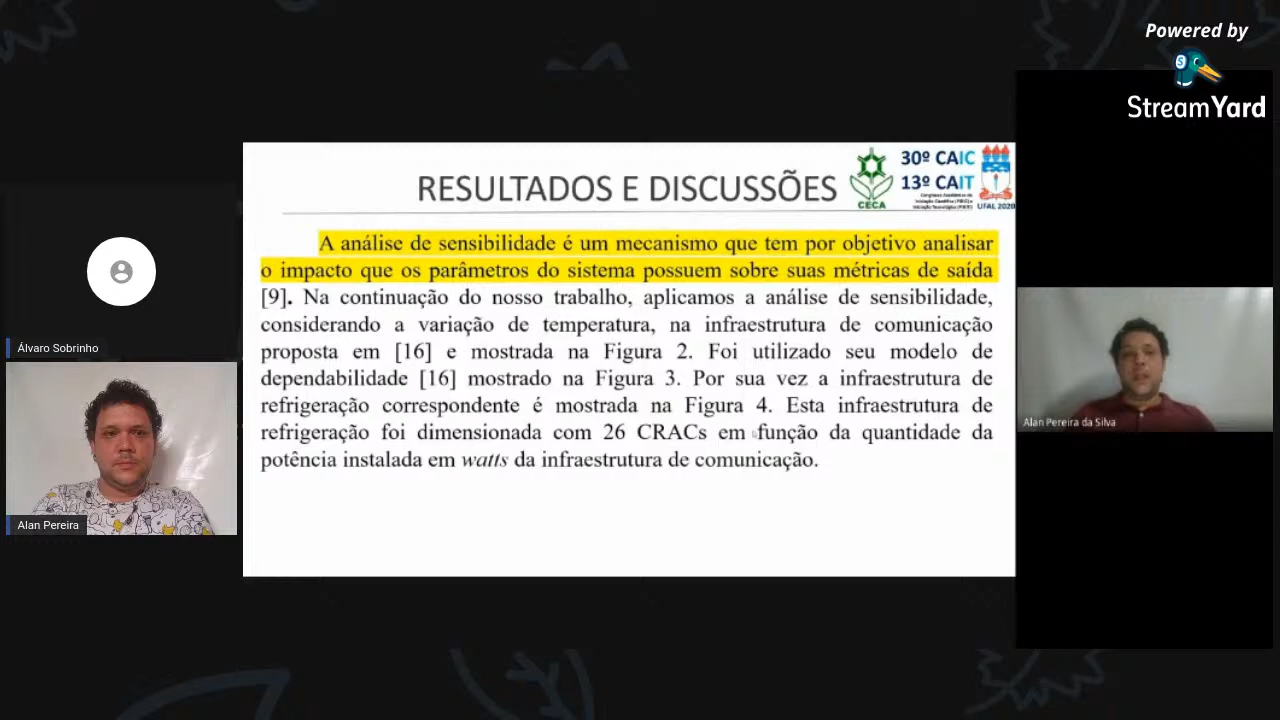 Powered by
StreamYard
RESULTADOS E DISCUSSÕES
CECA
30º CAIC
13º CAIT
UFAL 2020
A análise de sensibilidade é um mecanismo que tem por objetivo analisar
o impacto que os parâmetros do sistema possuem sobre suas métricas de saída
[9]. Na continuação do nosso trabalho, aplicamos a análise de sensibilidade,
considerando a variação de temperatura, na infraestrutura de comunicação
proposta em [16] e mostrada na Figura 2. Foi utilizado seu modelo de
dependabilidade [16] mostrado na Figura 3. Por sua vez a infraestrutura de
refrigeração correspondente é mostrada na Figura 4. Esta infraestrutura de
refrigeração foi dimensionada com 26 CRACs em função da quantidade da
potência instalada em watts da infraestrutura de comunicação.
Álvaro Sobrinho
Alan Pereira
Alan Pereira da Silva